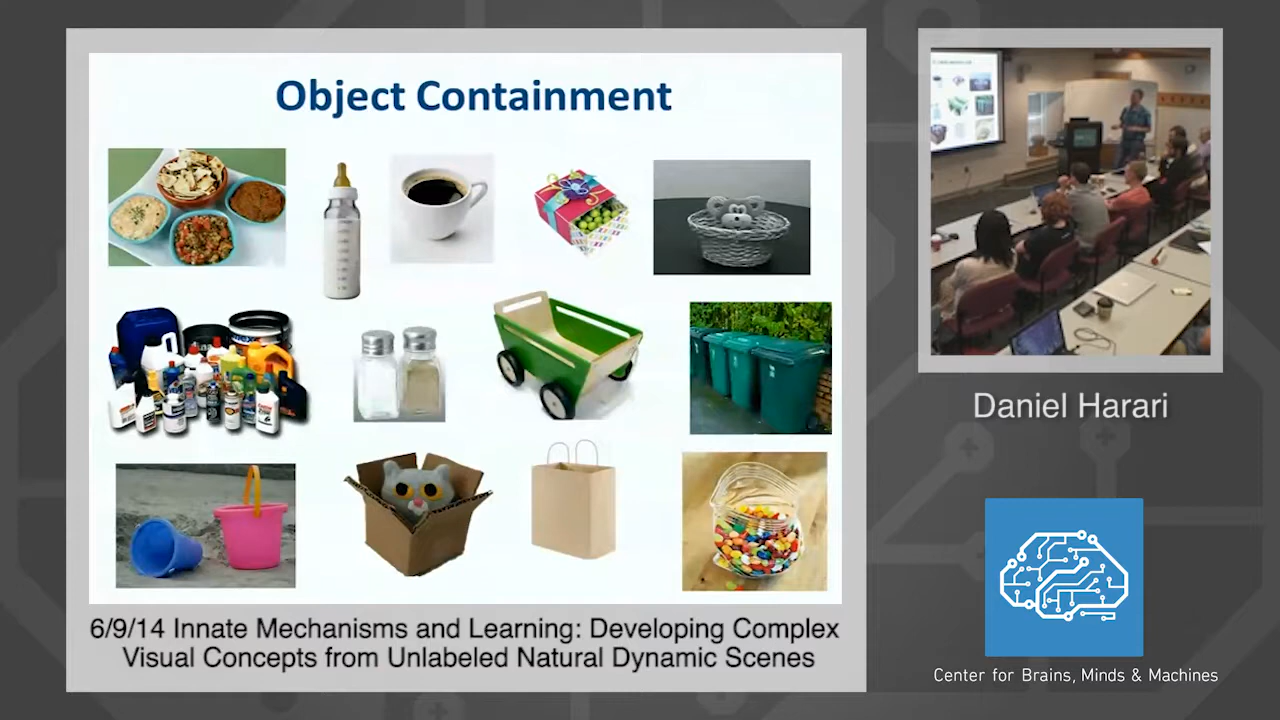 Object Containment
6/9/14 Innate Mechanisms and Learning: Developing Complex
Visual Concepts from Unlabeled Natural Dynamic Scenes
Daniel Harari
Center for Brains, Minds & Machines